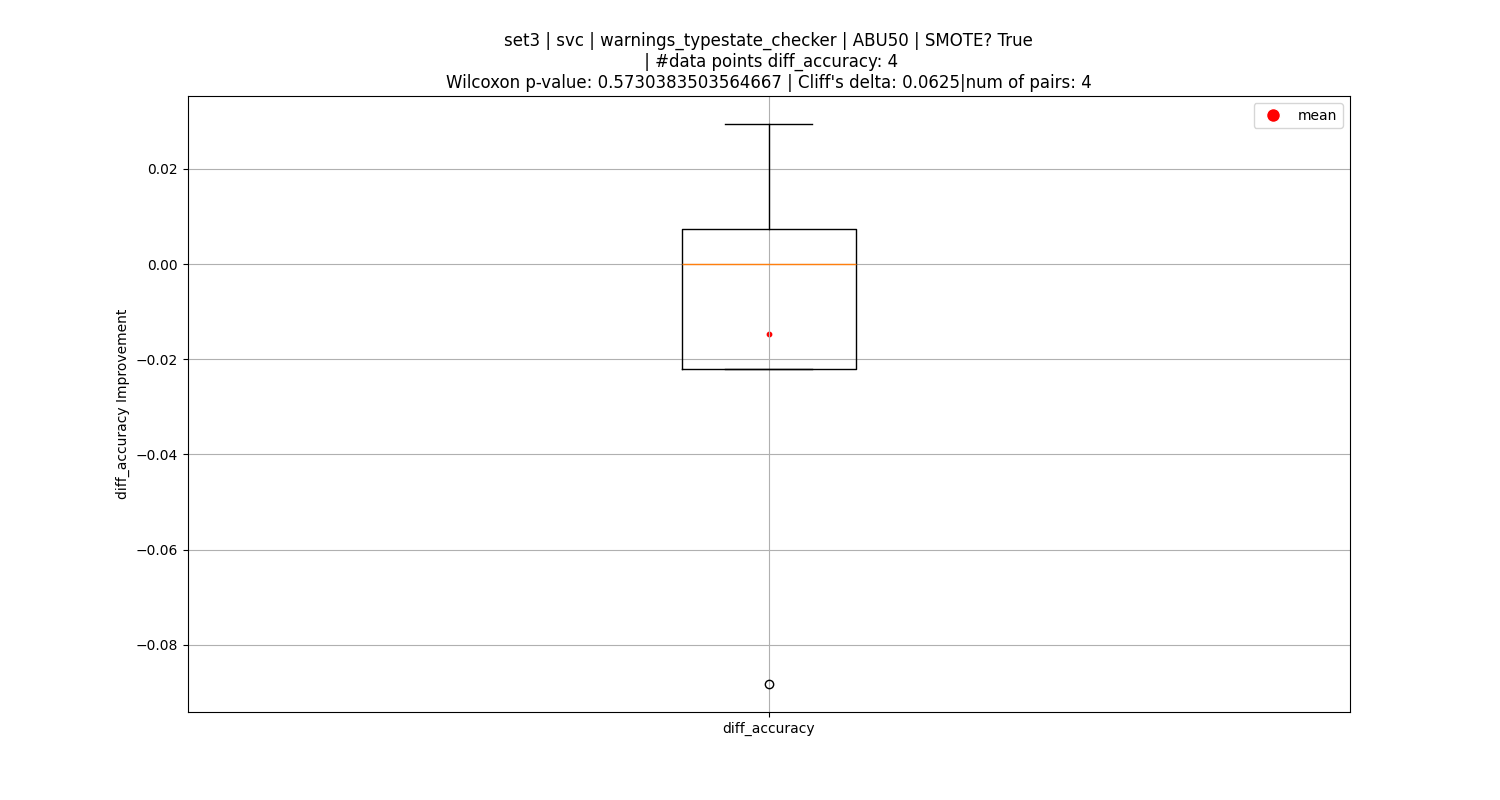 set3 | svc | warnings_typestate_checker | ABU50 | SMOTE? True
| #data points diff_accuracy: 4
Wilcoxon p-value: 0.5730383503564667 | Cliff's delta: 0.0625|num of pairs: 4
mean
0.02
0.00
−0.02
−0.04
−0.06
−0.08
diff_accuracy Improvement
diff_accuracy